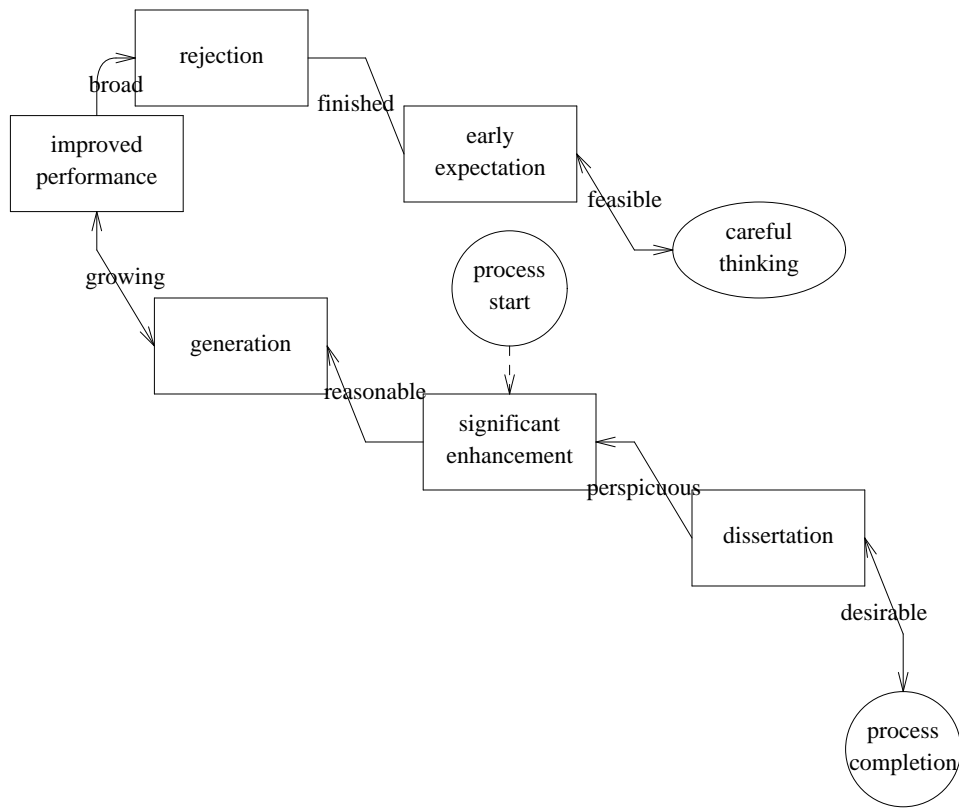 rejection
broad
finished
improved
performance
early
expectation
feasible
careful
thinking
process
start
growing
generation
reasonable
significant
enhancement
perspicuous
dissertation
desirable
process
completion